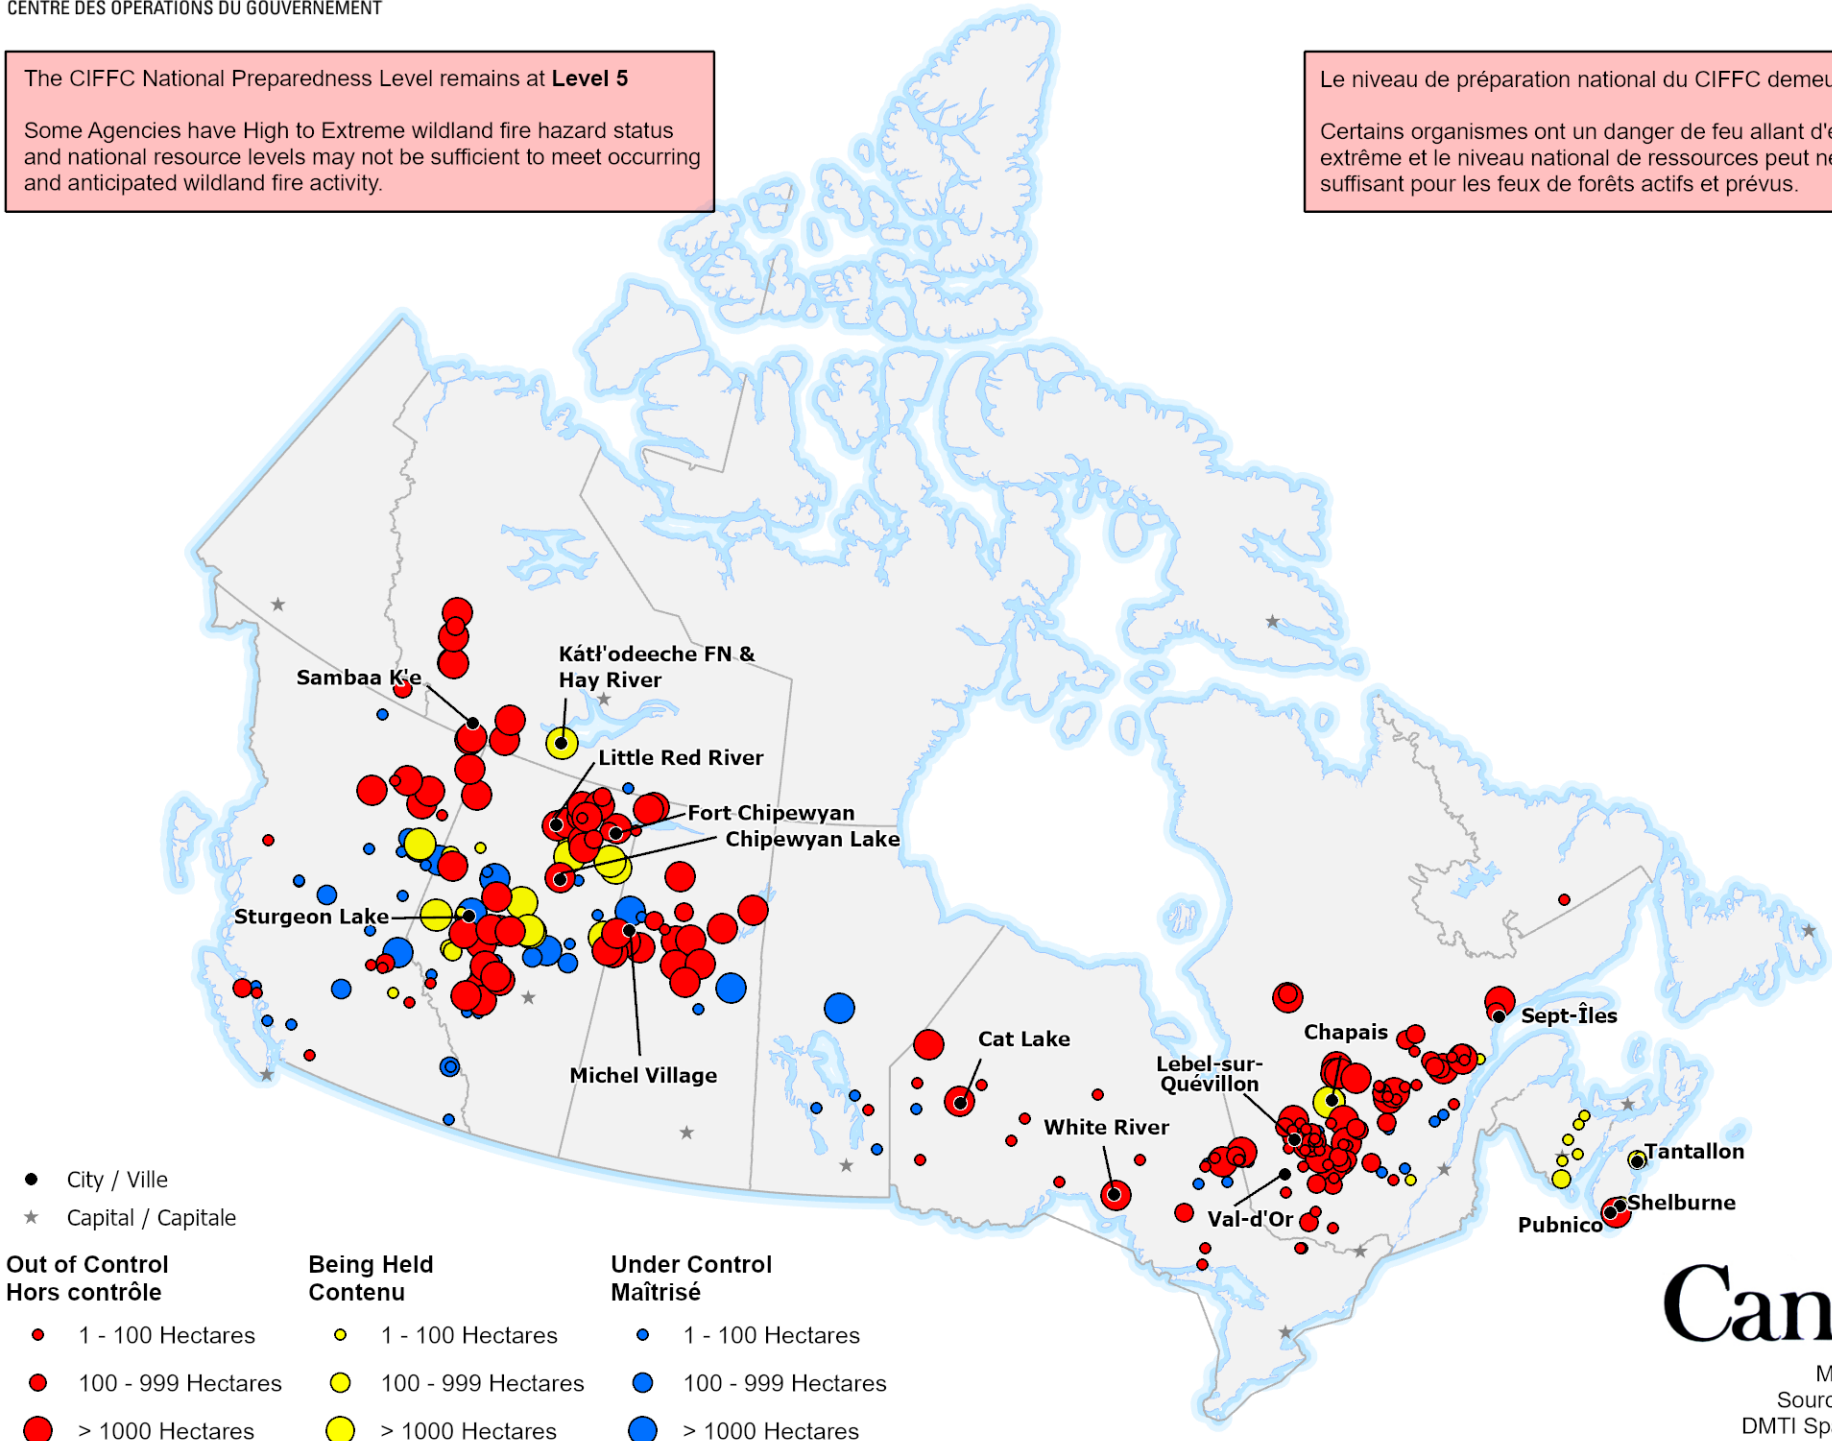 CENTRE DES OPÉRATIONS DU GOUVERNEMENT
The CIFFC National Preparedness Level remains at Level 5
Some Agencies have High to Extreme wildland fire hazard status
and national resource levels may not be sufficient to meet occurring
and anticipated wildland fire activity.
Le niveau de préparation national du CIFFC
Certains organismes ont un danger de feu allant
extrême et le niveau national de ressources peut
suffisant pour les feux de forêts actifs et prévus.
Kátł'odeeche FN &
Hay River
Sambaa K'e
Little Red River
Fort Chipewyan
Chipewyan Lake
Sturgeon Lake
Michel Village
Cat Lake
White River
Lebel-sur-
Quévillon
Chapais
Sept-Îles
Val-d'Or
Tantallon
Shelburne
Pubnico
City / Ville
Capital / Capitale
Out of Control
Hors contrôle
1 - 100 Hectares
100 - 999 Hectares
> 1000 Hectares
Being Held
Contenu
1 - 100 Hectares
100 - 999 Hectares
> 1000 Hectares
Under Control
Maîtrisé
1 - 100 Hectares
100 - 999 Hectares
> 1000 Hectares
DMTI